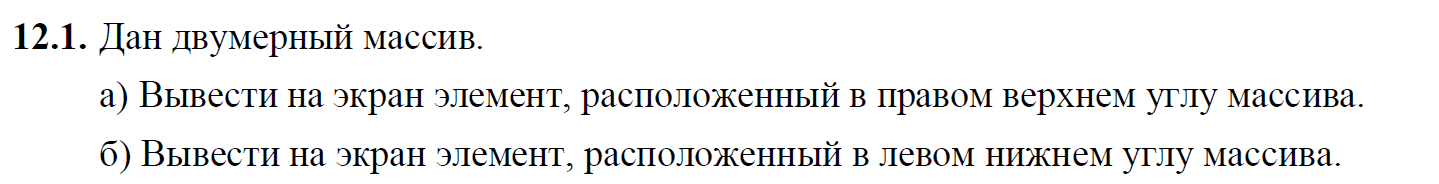 12.1. Дан двумерный массив.
а) Вывести на экран элемент, расположенный в правом верхнем углу массива.
б) Вывести на экран элемент, расположенный в левом нижнем углу массива.